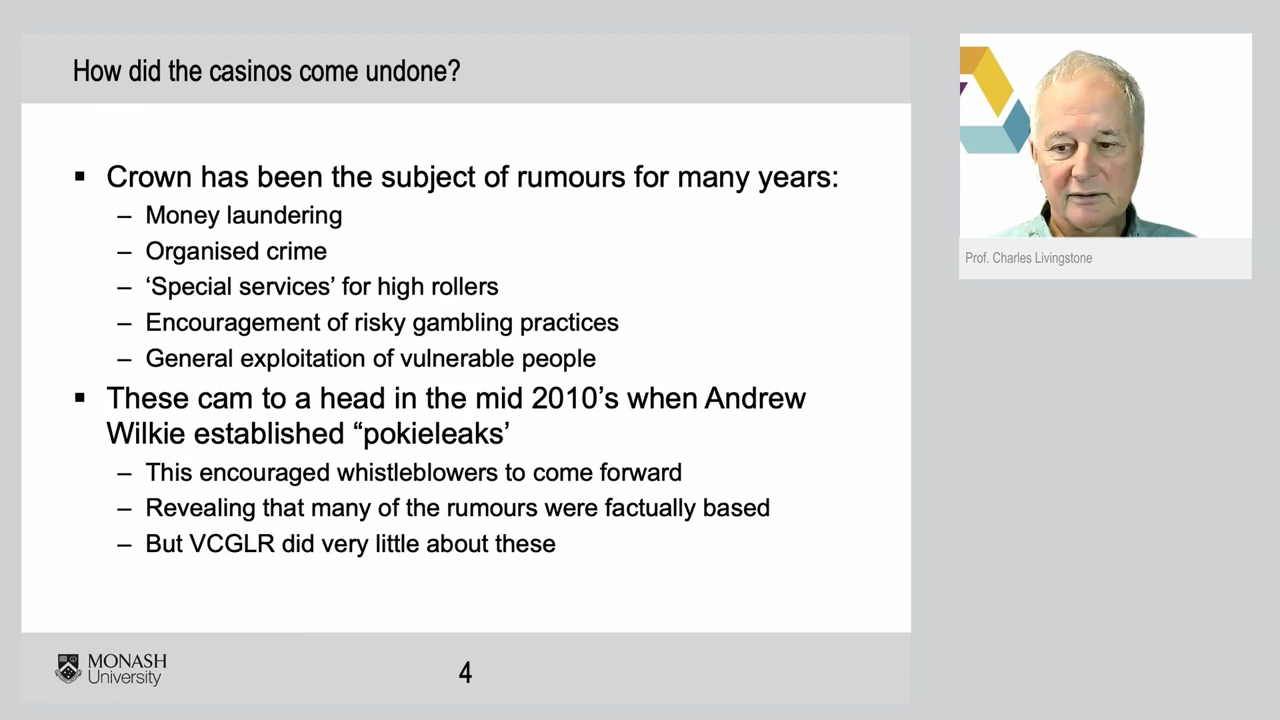 How did the casinos come undone?
▪ Crown has been the subject of rumours for many years:
– Money laundering
– Organised crime
– ‘Special services’ for high rollers
– Encouragement of risky gambling practices
– General exploitation of vulnerable people
▪ These cam to a head in the mid 2010’s when Andrew
Wilkie established “pokieleaks’
– This encouraged whistleblowers to come forward
– Revealing that many of the rumours were factually based
– But VCGLR did very little about these
MONASH
University
4
Prof. Charles Livingstone